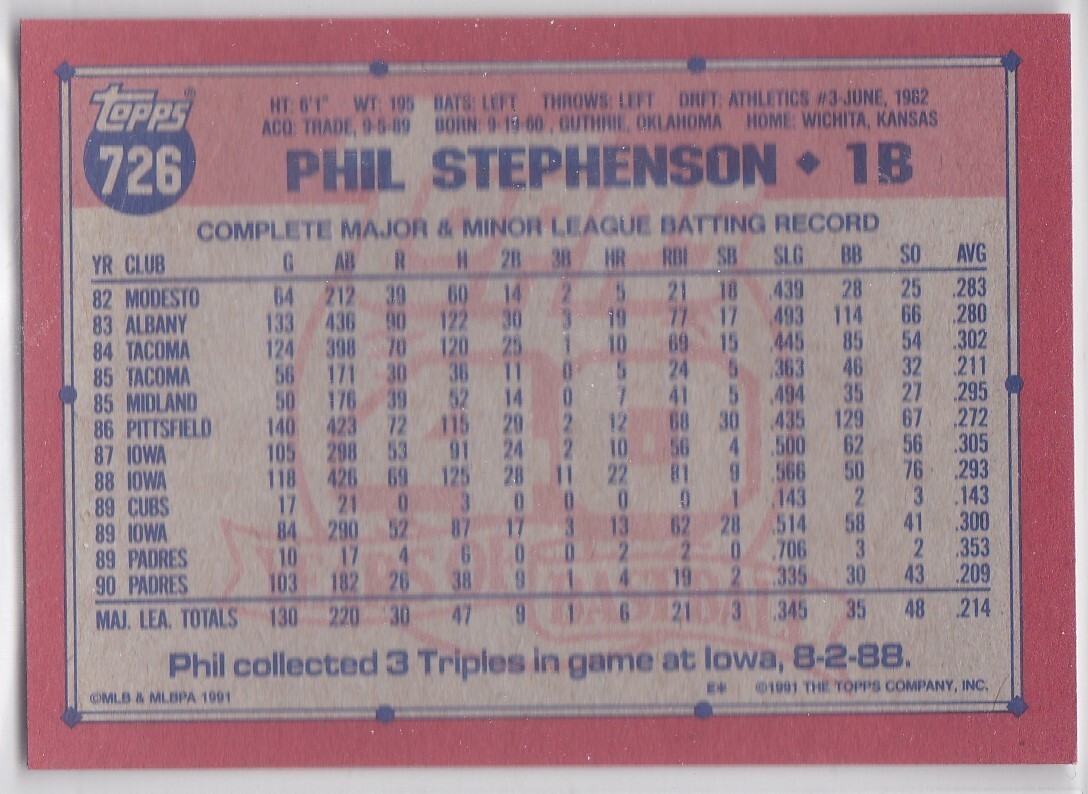 topps®
726
HT: 6'1" WT: 195 BATS: LEFT THROWS: LEFT DRFT: ATHLETICS #3-JUNE, 1982
ACQ: TRADE, 9-5-89 BORN: 9-19-60, GUTHRIE, OKLAHOMA HOME: WICHITA, KANSAS
PHIL STEPHENSON ◆ 1B
COMPLETE MAJOR & MINOR LEAGUE BATTING RECORD
YR CLUB G AB R H 2B 3B HR RBI SB SLG BB SO AVG
82 MODESTO 64 212 39 60 14 2 5 21 18 .439 28 25 .283
83 ALBANY 133 436 90 122 30 3 19 77 17 .493 114 66 .280
84 TACOMA 124 398 70 120 25 1 10 69 15 .445 85 54 .302
85 TACOMA 56 171 30 36 11 0 5 24 5 .363 46 32 .211
85 MIDLAND 50 176 39 52 14 0 7 41 5 .494 35 27 .295
86 PITTSFIELD 140 423 72 115 29 2 12 68 30 .435 129 67 .272
87 IOWA 105 298 53 91 24 2 10 56 4 .500 62 56 .305
88 IOWA 118 426 69 125 28 11 22 81 9 .566 50 76 .293
89 CUBS 17 21 0 3 0 0 0 0 1 .143 2 3 .143
89 IOWA 84 290 52 87 17 3 13 62 28 .514 58 41 .300
89 PADRES 10 17 4 6 0 0 2 2 0 .706 3 2 .353
90 PADRES 103 182 26 38 9 1 4 19 2 .335 30 43 .209
MAJ. LEA. TOTALS 130 220 30 47 9 1 6 21 3 .345 35 48 .214
topps
40
YEARS OF
BASEBALL
Phil collected 3 Triples in game at Iowa, 8-2-88.
©MLB & MLBPA 1991 E* ©1991 THE TOPPS COMPANY, INC.